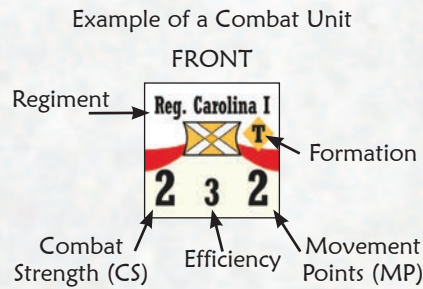 Example of a Combat Unit
FRONT
Regiment
Reg. Carolina I
T
Formation
2 3 2
Combat
Strength (CS)
Efficiency
Movement
Points (MP)